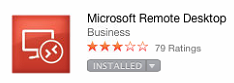 Microsoft Remote Desktop
Business
79 Ratings
INSTALLED